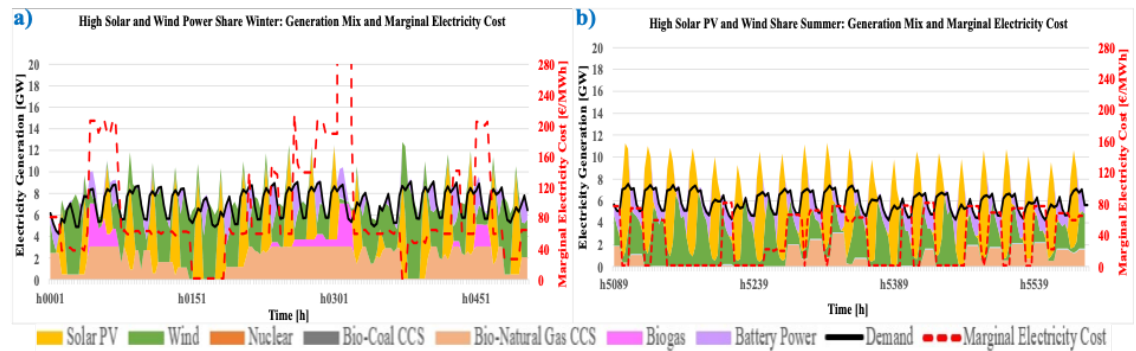 a)
High Solar and Wind Power Share Winter: Generation Mix and Marginal Electricity Cost
Electricity Generation [GW]
20
18
16
14
12
10
8
6
4
2
0
h0001
h0151
h0301
h0451
Time [h]
280
240
200
160
120
80
40
0
Marginal Electricity Cost [€/MWh]
b)
High Solar PV and Wind Share Summer: Generation Mix and Marginal Electricity Cost
Electricity Generation [GW]
20
18
16
14
12
10
8
6
4
2
0
h5089
h5239
h5389
h5539
Time [h]
280
240
200
160
120
80
40
0
Marginal Electricity Cost [€/MWh]
Solar PV Wind Nuclear Bio-Coal CCS Bio-Natural Gas CCS Biogas Battery Power Demand Marginal Electricity Cost